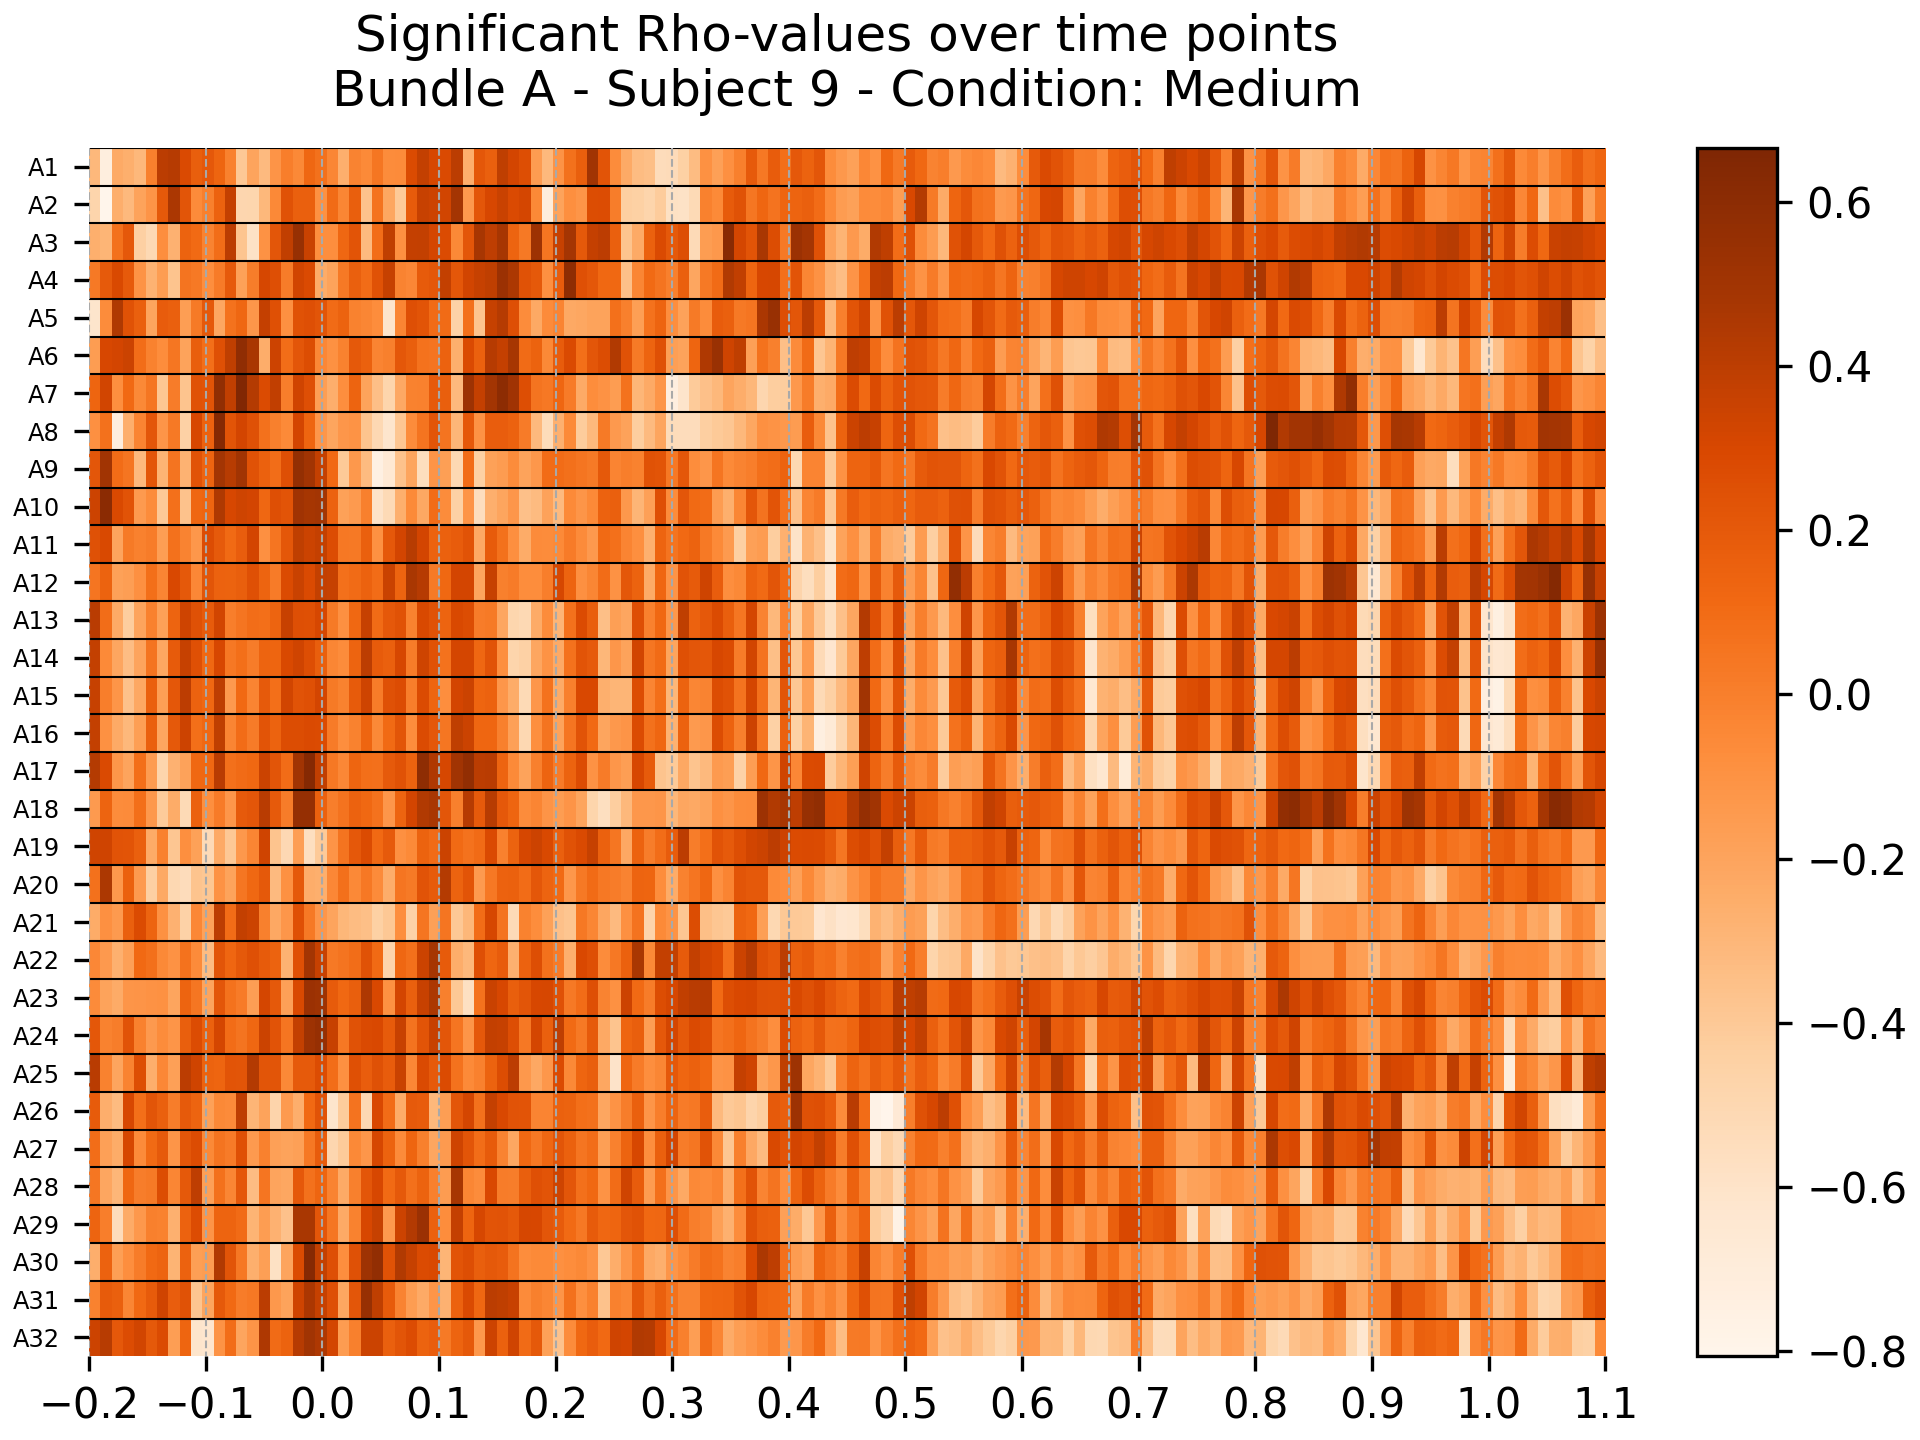 Significant Rho-values over time points
Bundle A - Subject 9 - Condition: Medium
A1
A2
A3
A4
A5
A6
A7
A8
A9
A10
A11
A12
A13
A14
A15
A16
A17
A18
A19
A20
A21
A22
A23
A24
A25
A26
A27
A28
A29
A30
A31
A32
−0.2 −0.1 0.0 0.1 0.2 0.3 0.4 0.5 0.6 0.7 0.8 0.9 1.0 1.1
0.6
0.4
0.2
0.0
−0.2
−0.4
−0.6
−0.8